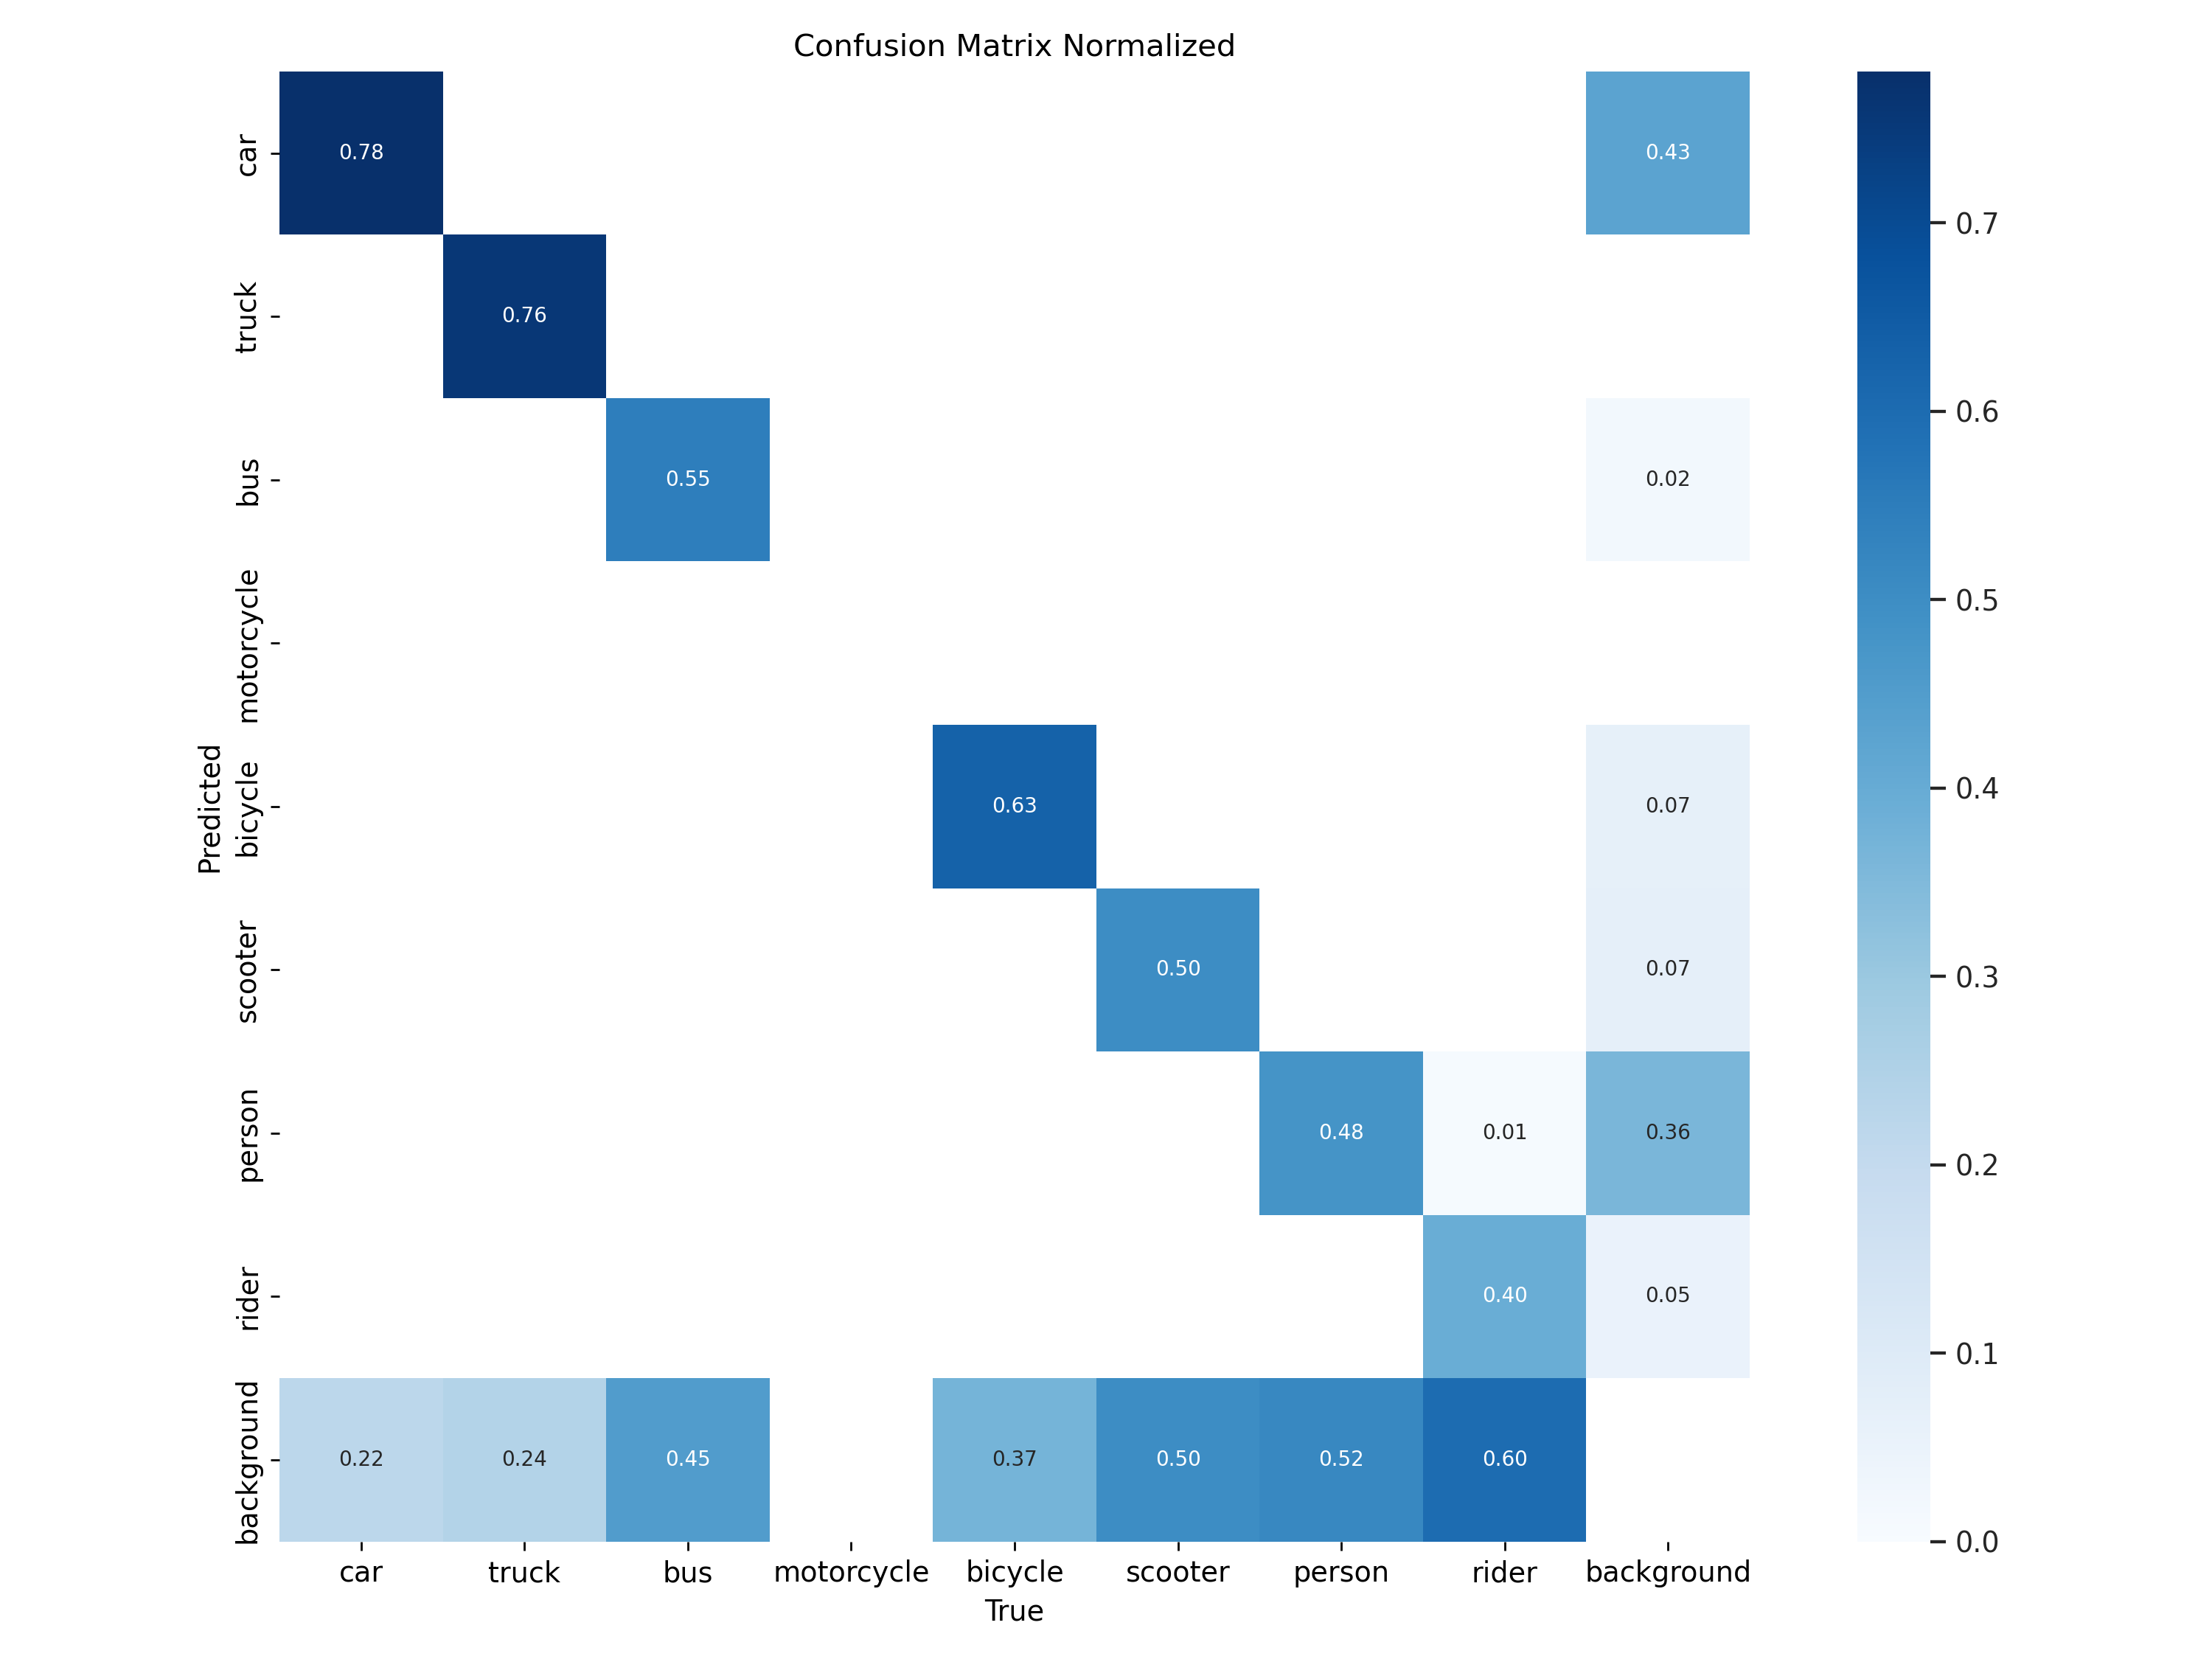 Confusion Matrix Normalized
car
0.78
0.43
truck
0.76
bus
0.55
0.02
motorcycle
bicycle
0.63
0.07
scooter
0.50
0.07
person
0.48
0.01
0.36
rider
0.40
0.05
background
0.22
0.24
0.45
0.37
0.50
0.52
0.60
Predicted
car
truck
bus
motorcycle
bicycle
scooter
person
rider
background
True
0.7
0.6
0.5
0.4
0.3
0.2
0.1
0.0